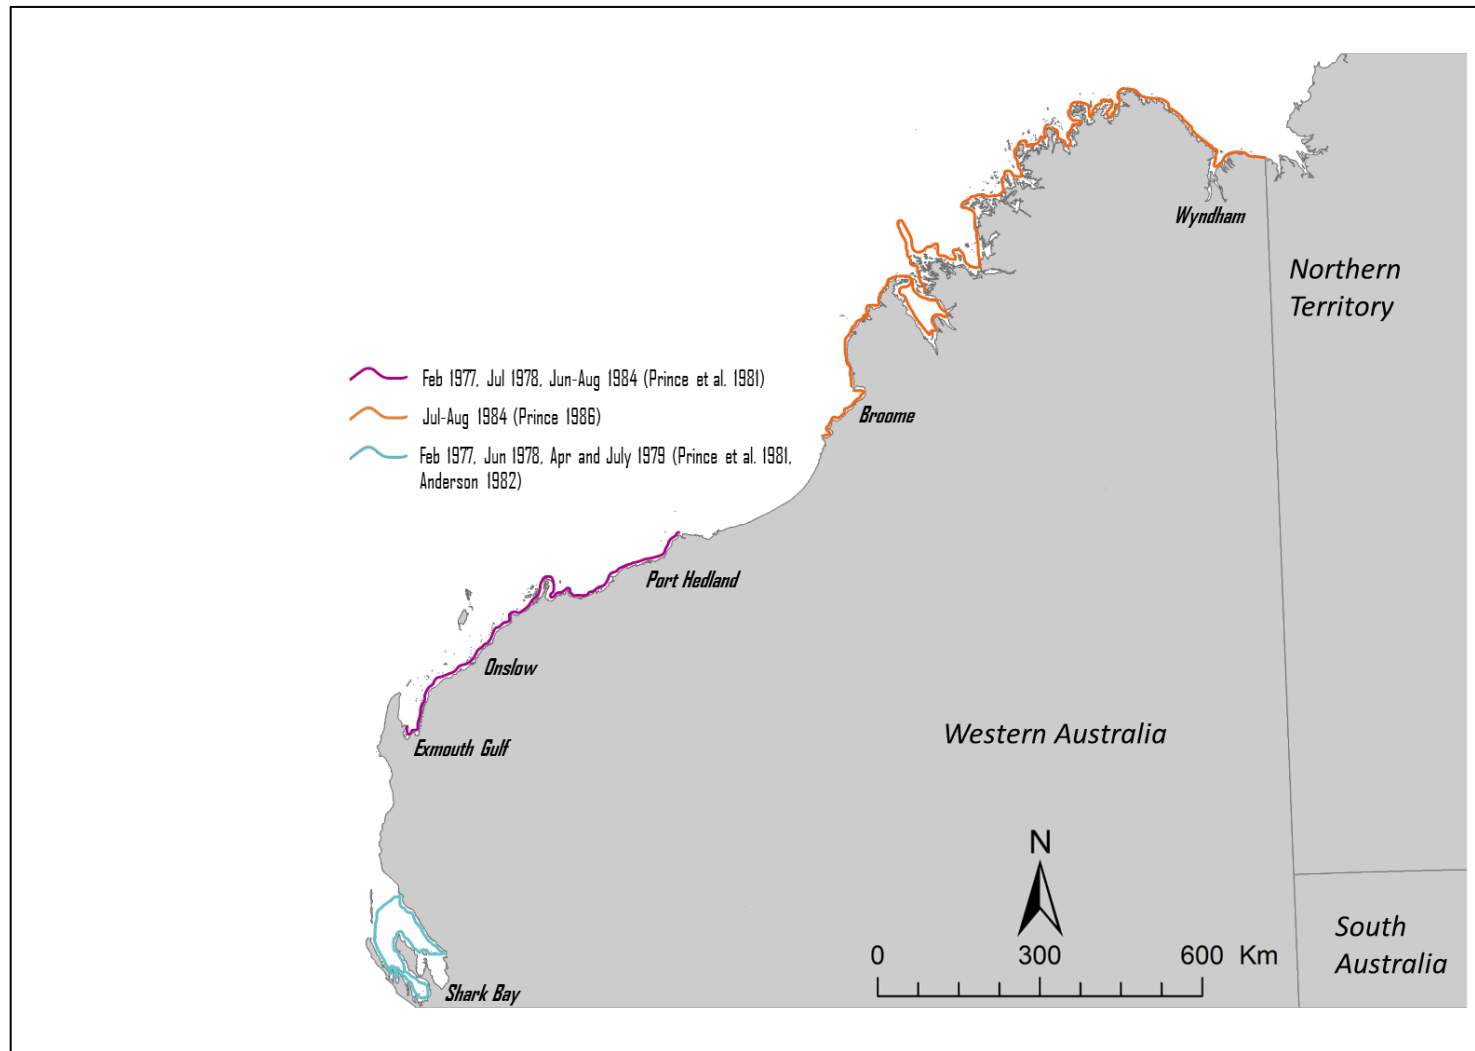 Wyndham
Northern
Territory
Feb 1977, Jul 1978, Jun-Aug 1984 (Prince et al. 1981)
Jul-Aug 1984 (Prince 1986)
Broome
Feb 1977, Jun 1978, Apr and July 1979 (Prince et al. 1981,
Anderson 1982)
Port Hedland
Onslow
Western Australia
Exmouth Gulf
N
South
Australia
0 300 600 Km
Shark Bay